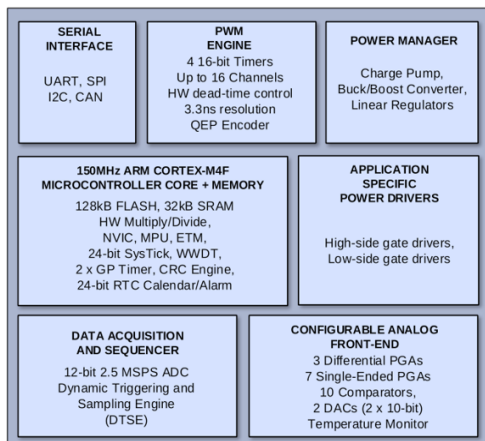 SERIAL
INTERFACE
UART, SPI
I2C, CAN
PWM
ENGINE
4 16-bit Timers
Up to 16 Channels
HW dead-time control
3.3ns resolution
QEP Encoder
POWER MANAGER
Charge Pump,
Buck/Boost Converter,
Linear Regulators
150MHz ARM CORTEX-M4F
MICROCONTROLLER CORE + MEMORY
128kB FLASH, 32kB SRAM
HW Multiply/Divide,
NVIC, MPU, ETM,
24-bit SysTick, WWDT,
2 x GP Timer, CRC Engine,
24-bit RTC Calendar/Alarm
APPLICATION
SPECIFIC
POWER DRIVERS
High-side gate drivers,
Low-side gate drivers
DATA ACQUISITION
AND SEQUENCER
12-bit 2.5 MSPS ADC
Dynamic Triggering and
Sampling Engine
(DTSE)
CONFIGURABLE ANALOG
FRONT-END
3 Differential PGAs
7 Single-Ended PGAs
10 Comparators,
2 DACs (2 x 10-bit)
Temperature Monitor